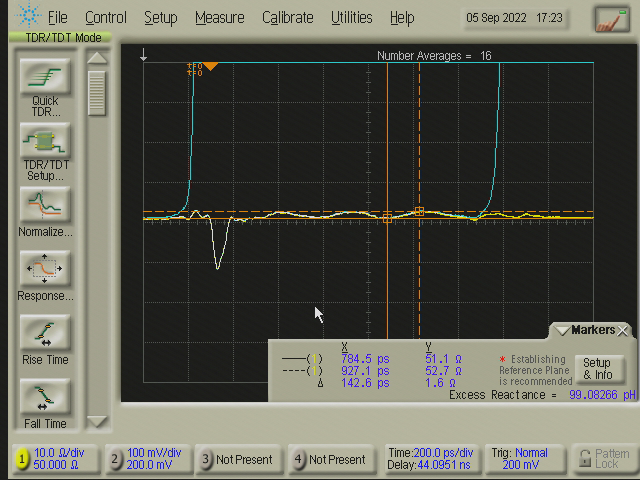 File Control Setup Measure Calibrate Utilities Help
05 Sep 2022 17:23
TDR/TDT Mode
Number Averages = 16
Quick
TDR...
TDR/TDT
Setup...
Normalize...
Response...
Rise Time
Fall Time
Markers
X Y
784.5 ps 51.1 Ω
927.1 ps 52.7 Ω
Δ 142.6 ps 1.6 Ω
* Establishing
Reference Plane
is recommended
Setup
& Info
Excess Reactance = 99.08266 pH
1 10.0 Ω/div
50.000 Ω
2 100 mV/div
200.0 mV
3 Not Present
4 Not Present
Time:200.0 ps/div
Delay:44.0951 ns
Trig: Normal
200 mV
Pattern
Lock